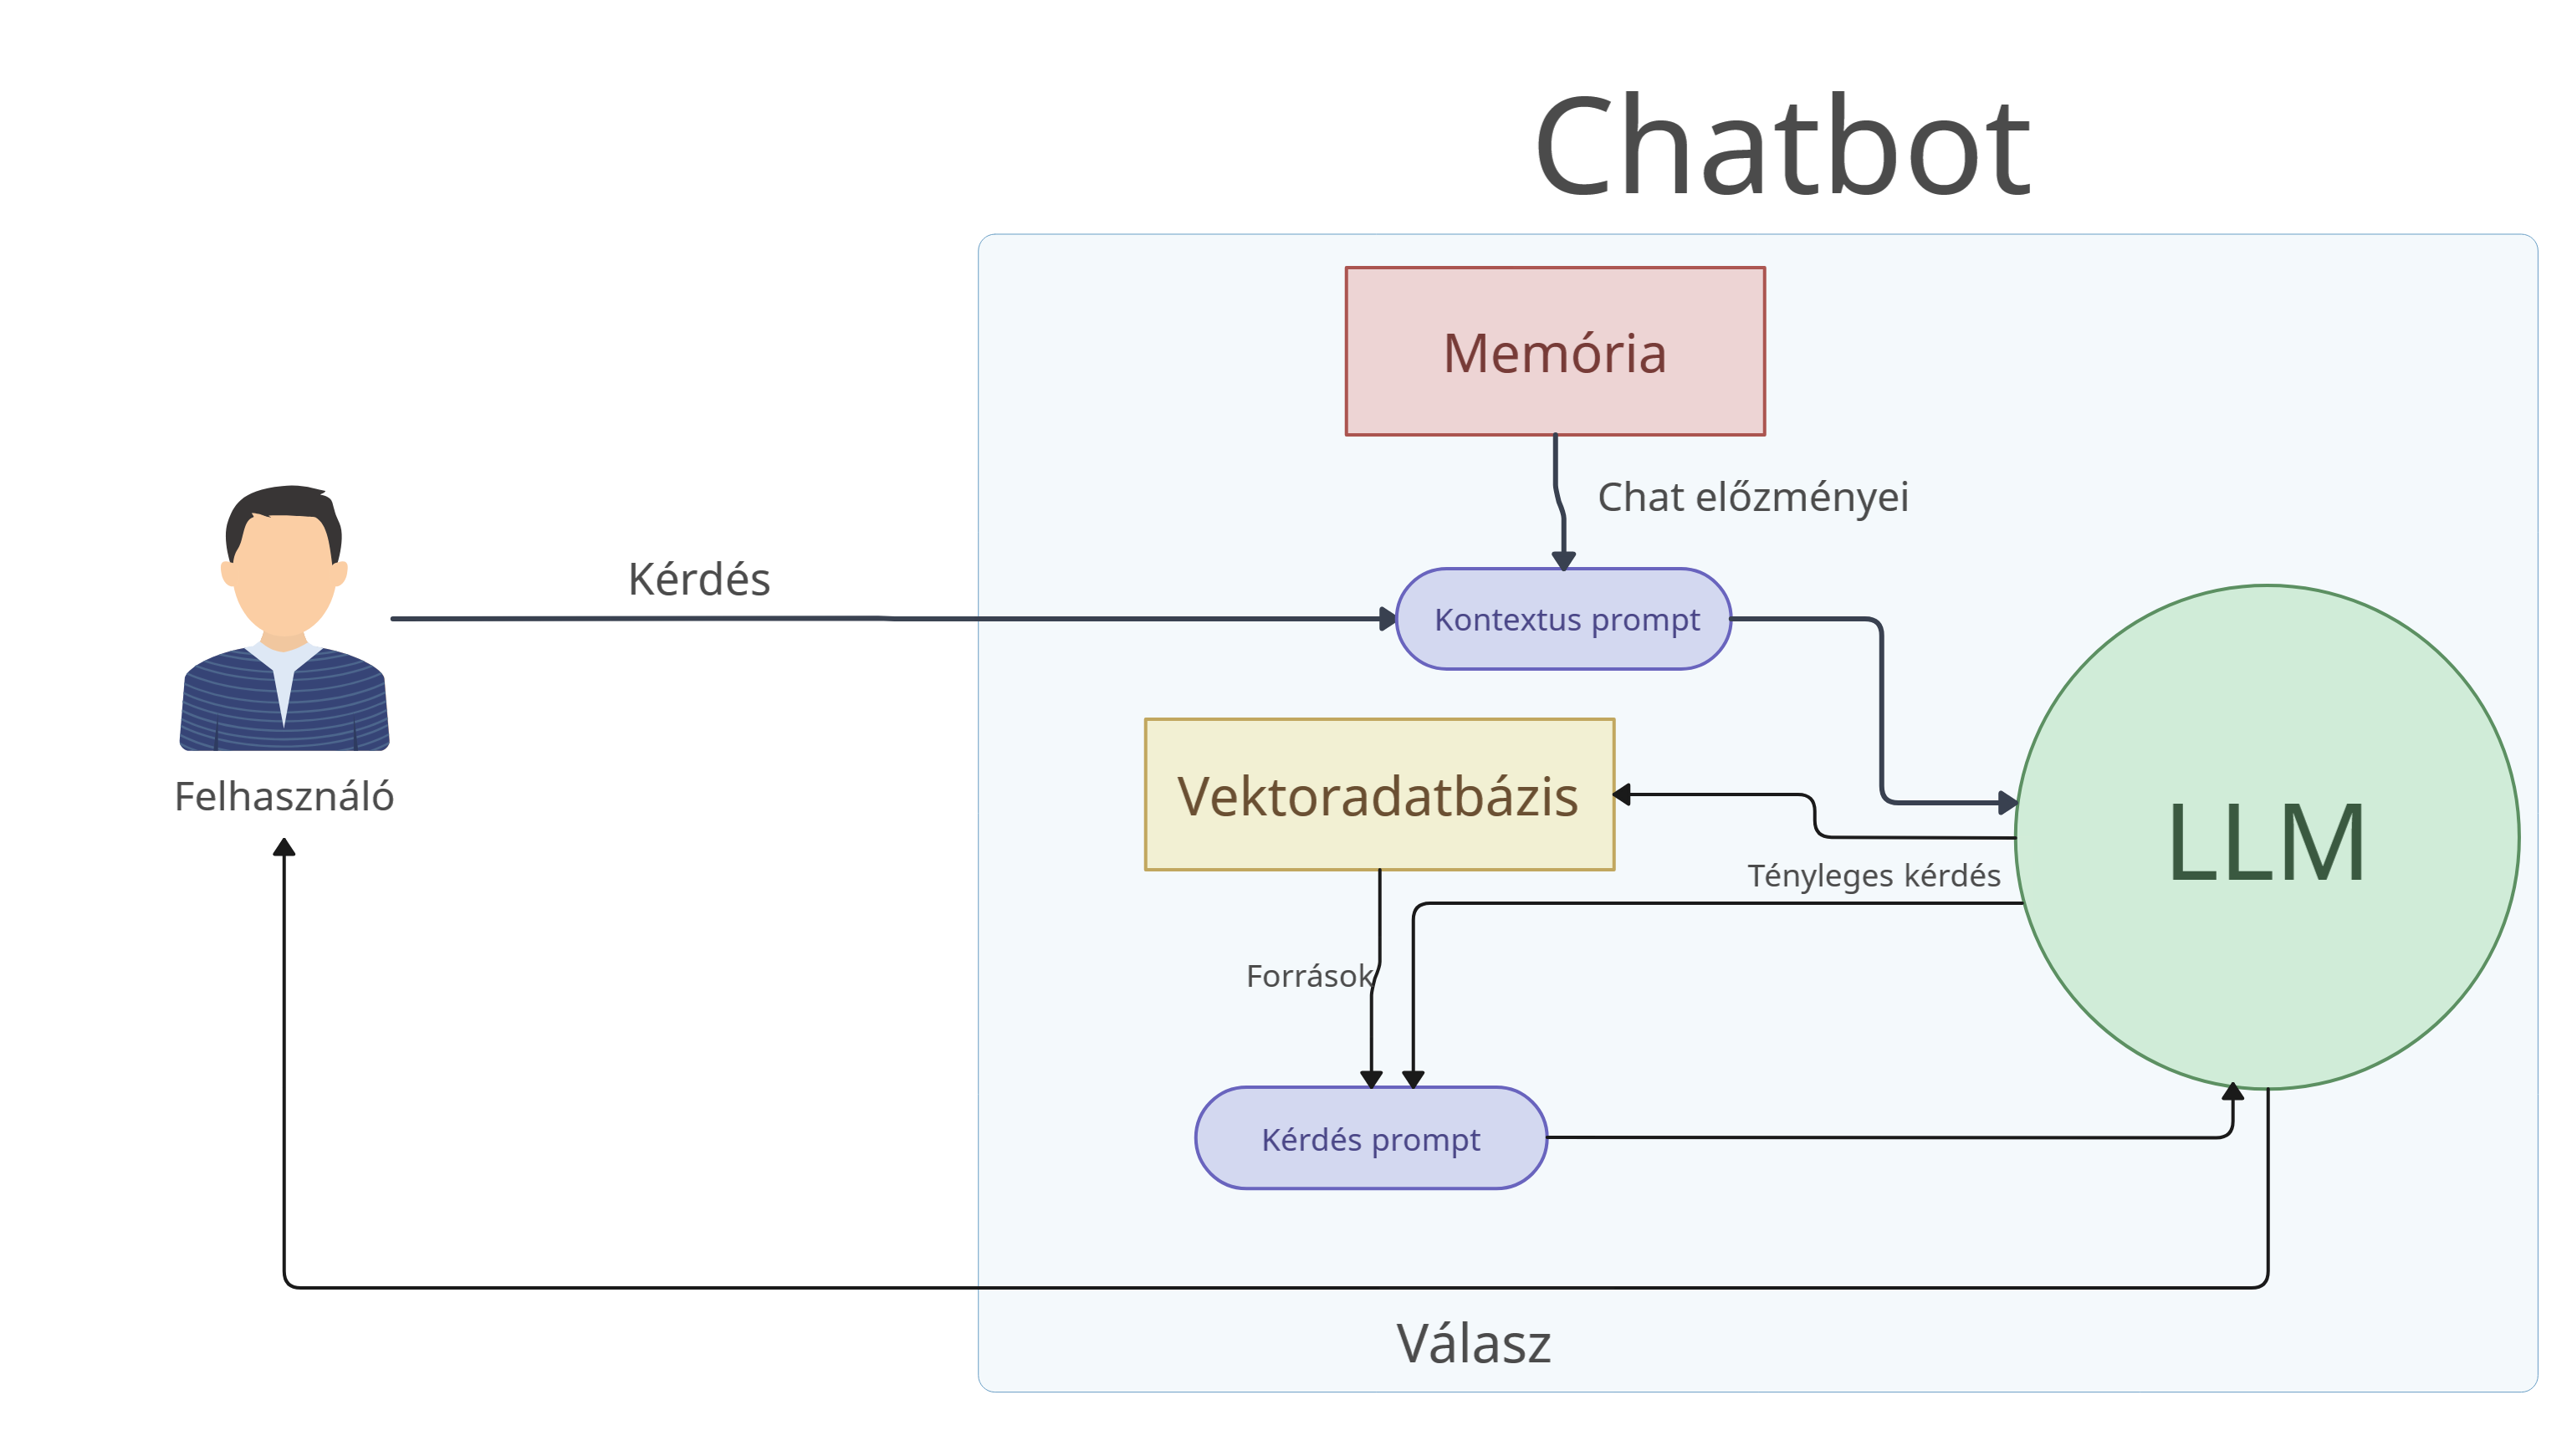 Chatbot
Memória
Chat előzményei
Kérdés
Kontextus prompt
Felhasználó
Vektoradatbázis
LLM
Tényleges kérdés
Források
Kérdés prompt
Válasz